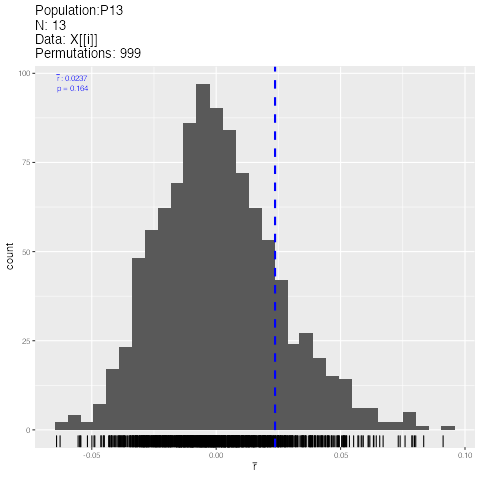 Population:P13
N: 13
Data: X[[i]]
Permutations: 999
r̄ : 0.0237
p = 0.164
100
75
50
25
0
count
-0.05 0.00 0.05 0.10
r̄